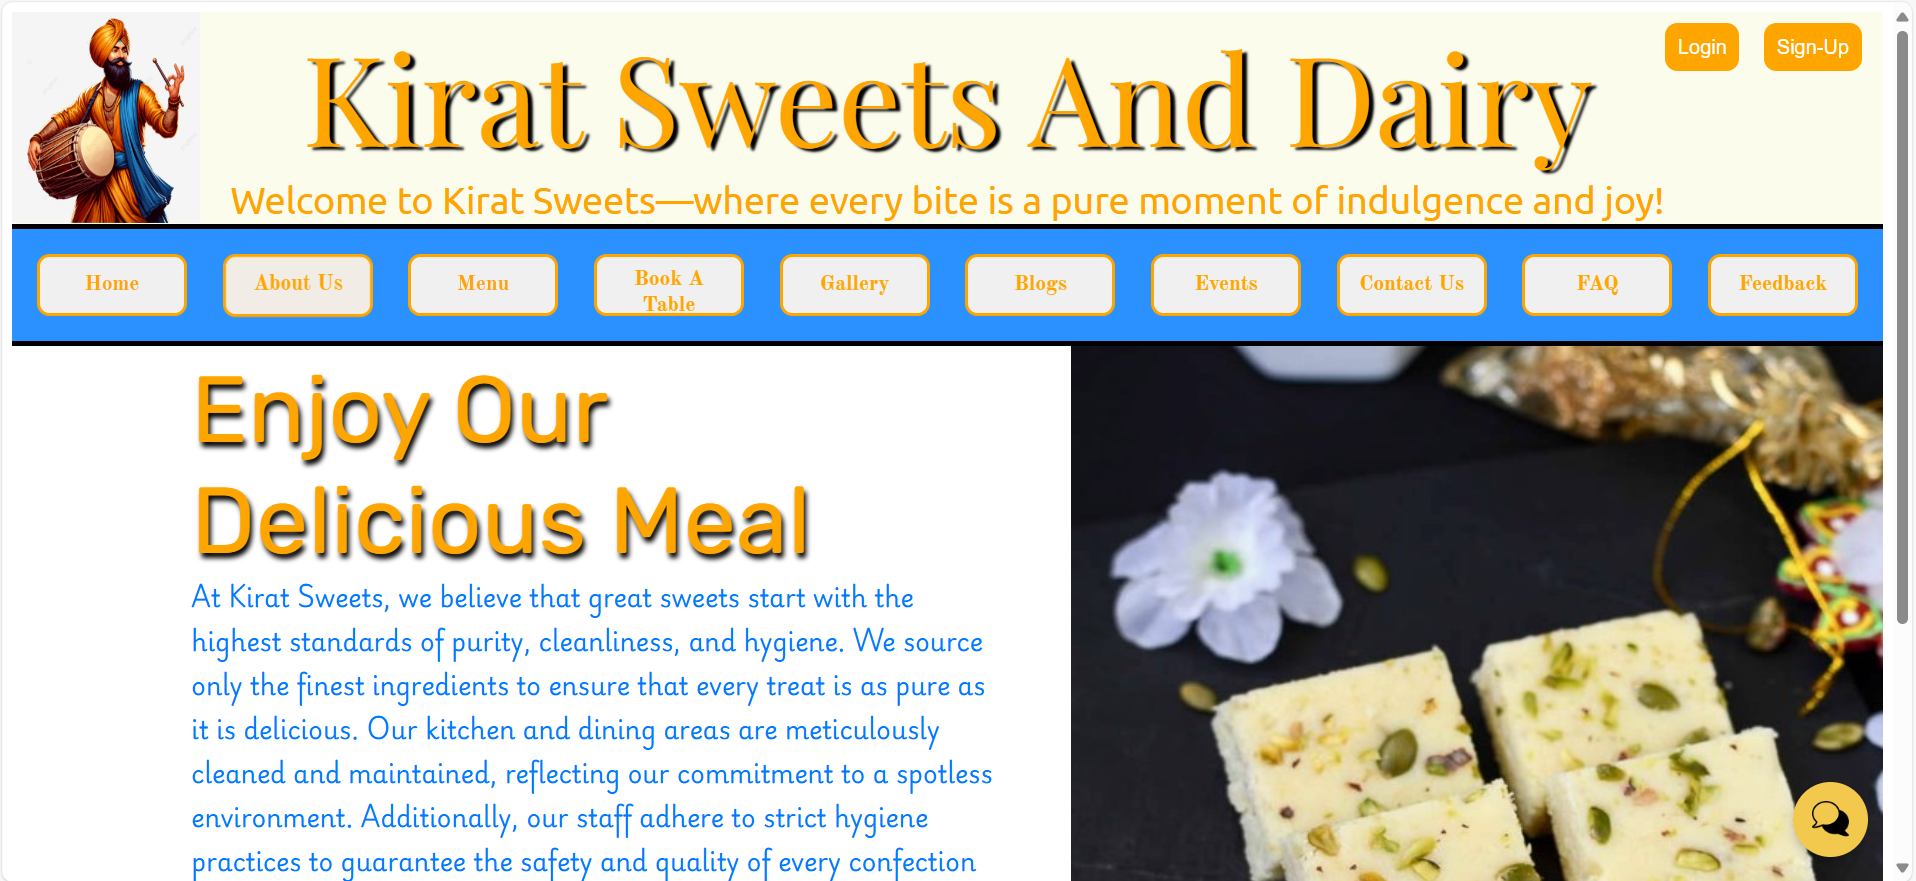 Kirat Sweets And Dairy
Login
Sign-Up
Welcome to Kirat Sweets—where every bite is a pure moment of indulgence and joy!
Home
About Us
Menu
Book A
Table
Gallery
Blogs
Events
Contact Us
FAQ
Feedback
Enjoy Our
Delicious Meal
At Kirat Sweets, we believe that great sweets start with the
highest standards of purity, cleanliness, and hygiene. We source
only the finest ingredients to ensure that every treat is as pure as
it is delicious. Our kitchen and dining areas are meticulously
cleaned and maintained, reflecting our commitment to a spotless
environment. Additionally, our staff adhere to strict hygiene
practices to guarantee the safety and quality of every confection